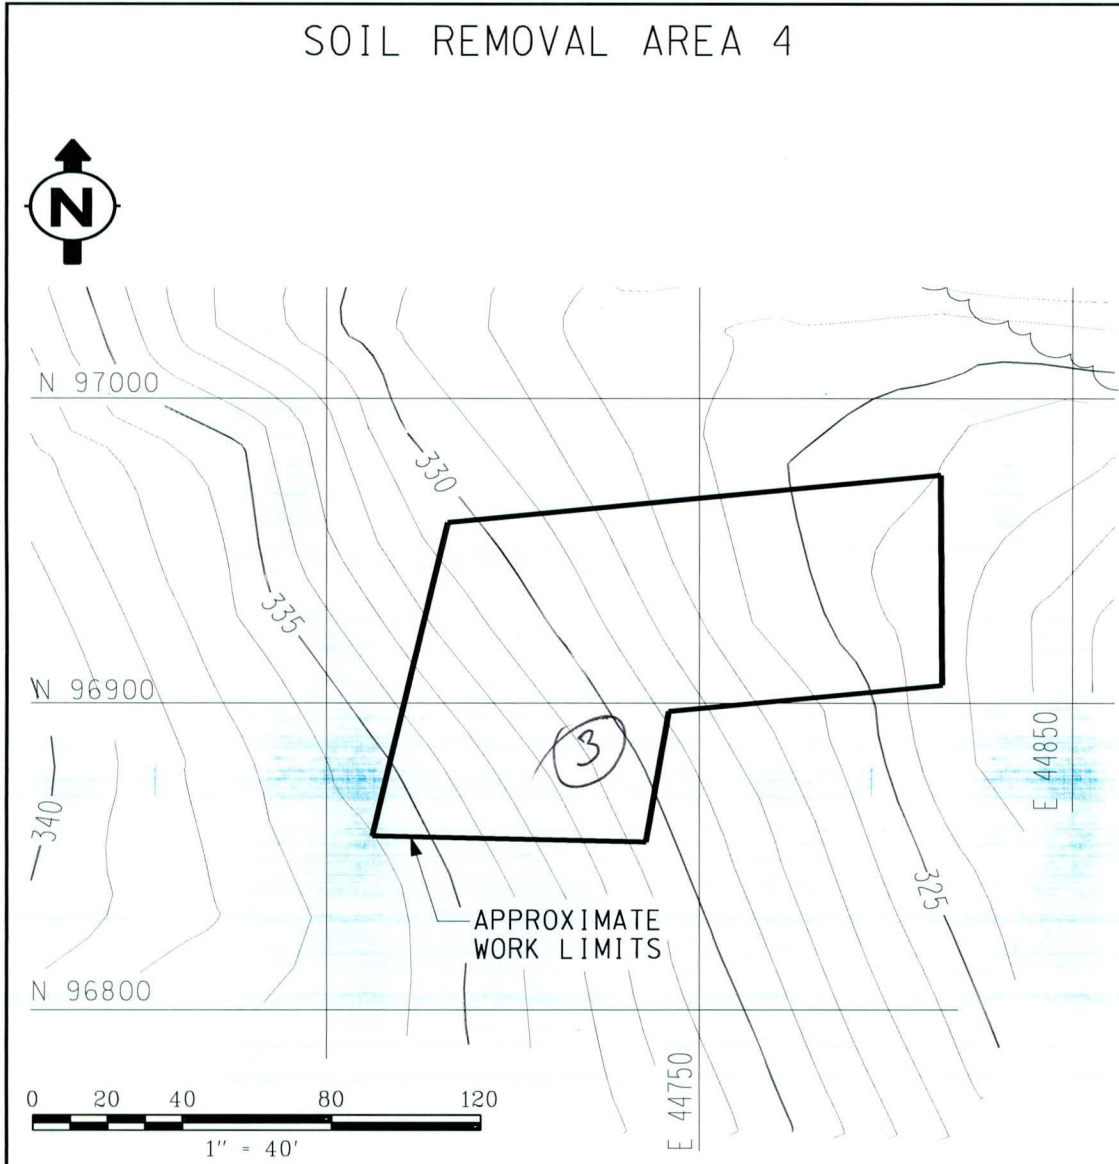 SOIL REMOVAL AREA 4
N
N 97000
330
335
N 96900
3
E 44850
340
325
APPROXIMATE
WORK LIMITS
N 96800
E 44750
0 20 40 80 120
1" = 40'